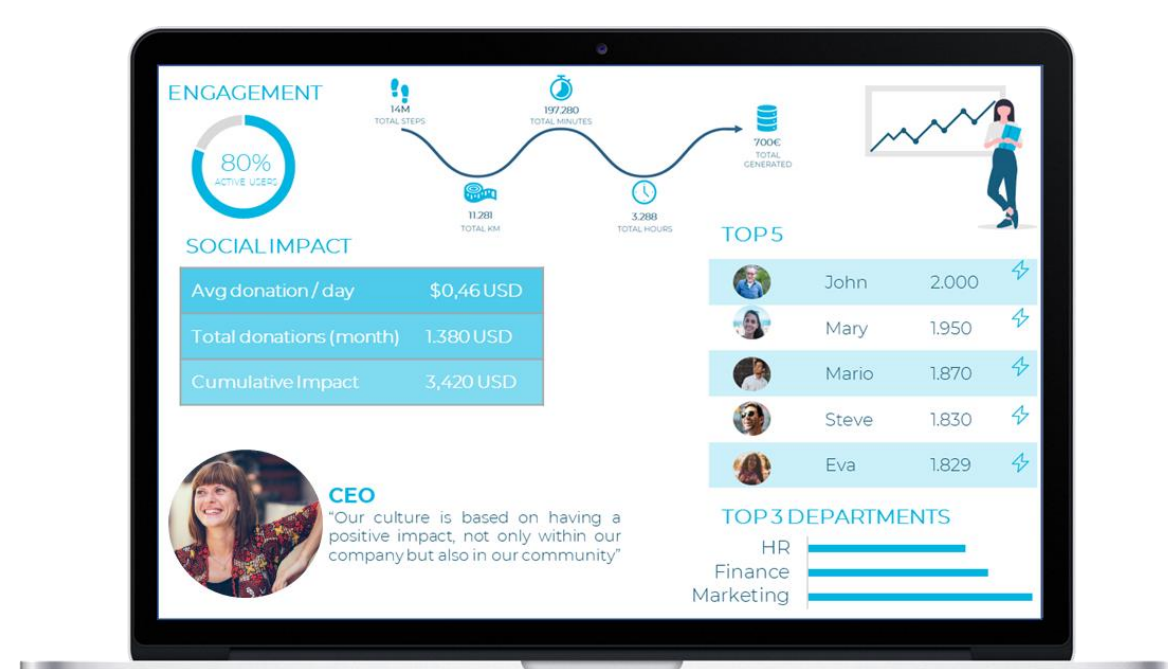 ENGAGEMENT
80%
ACTIVE USERS
14M
TOTAL STEPS
197.280
TOTAL MINUTES
11.281
TOTAL KM
3.288
TOTAL HOURS
700€
TOTAL
GENERATED
SOCIAL IMPACT
Avg donation / day $0,46 USD
Total donations (month) 1.380 USD
Cumulative Impact 3,420 USD
TOP 5
John 2.000
Mary 1.950
Mario 1.870
Steve 1.830
Eva 1.829
CEO
“Our culture is based on having a
positive impact, not only within our
company but also in our community”
TOP 3 DEPARTMENTS
HR
Finance
Marketing